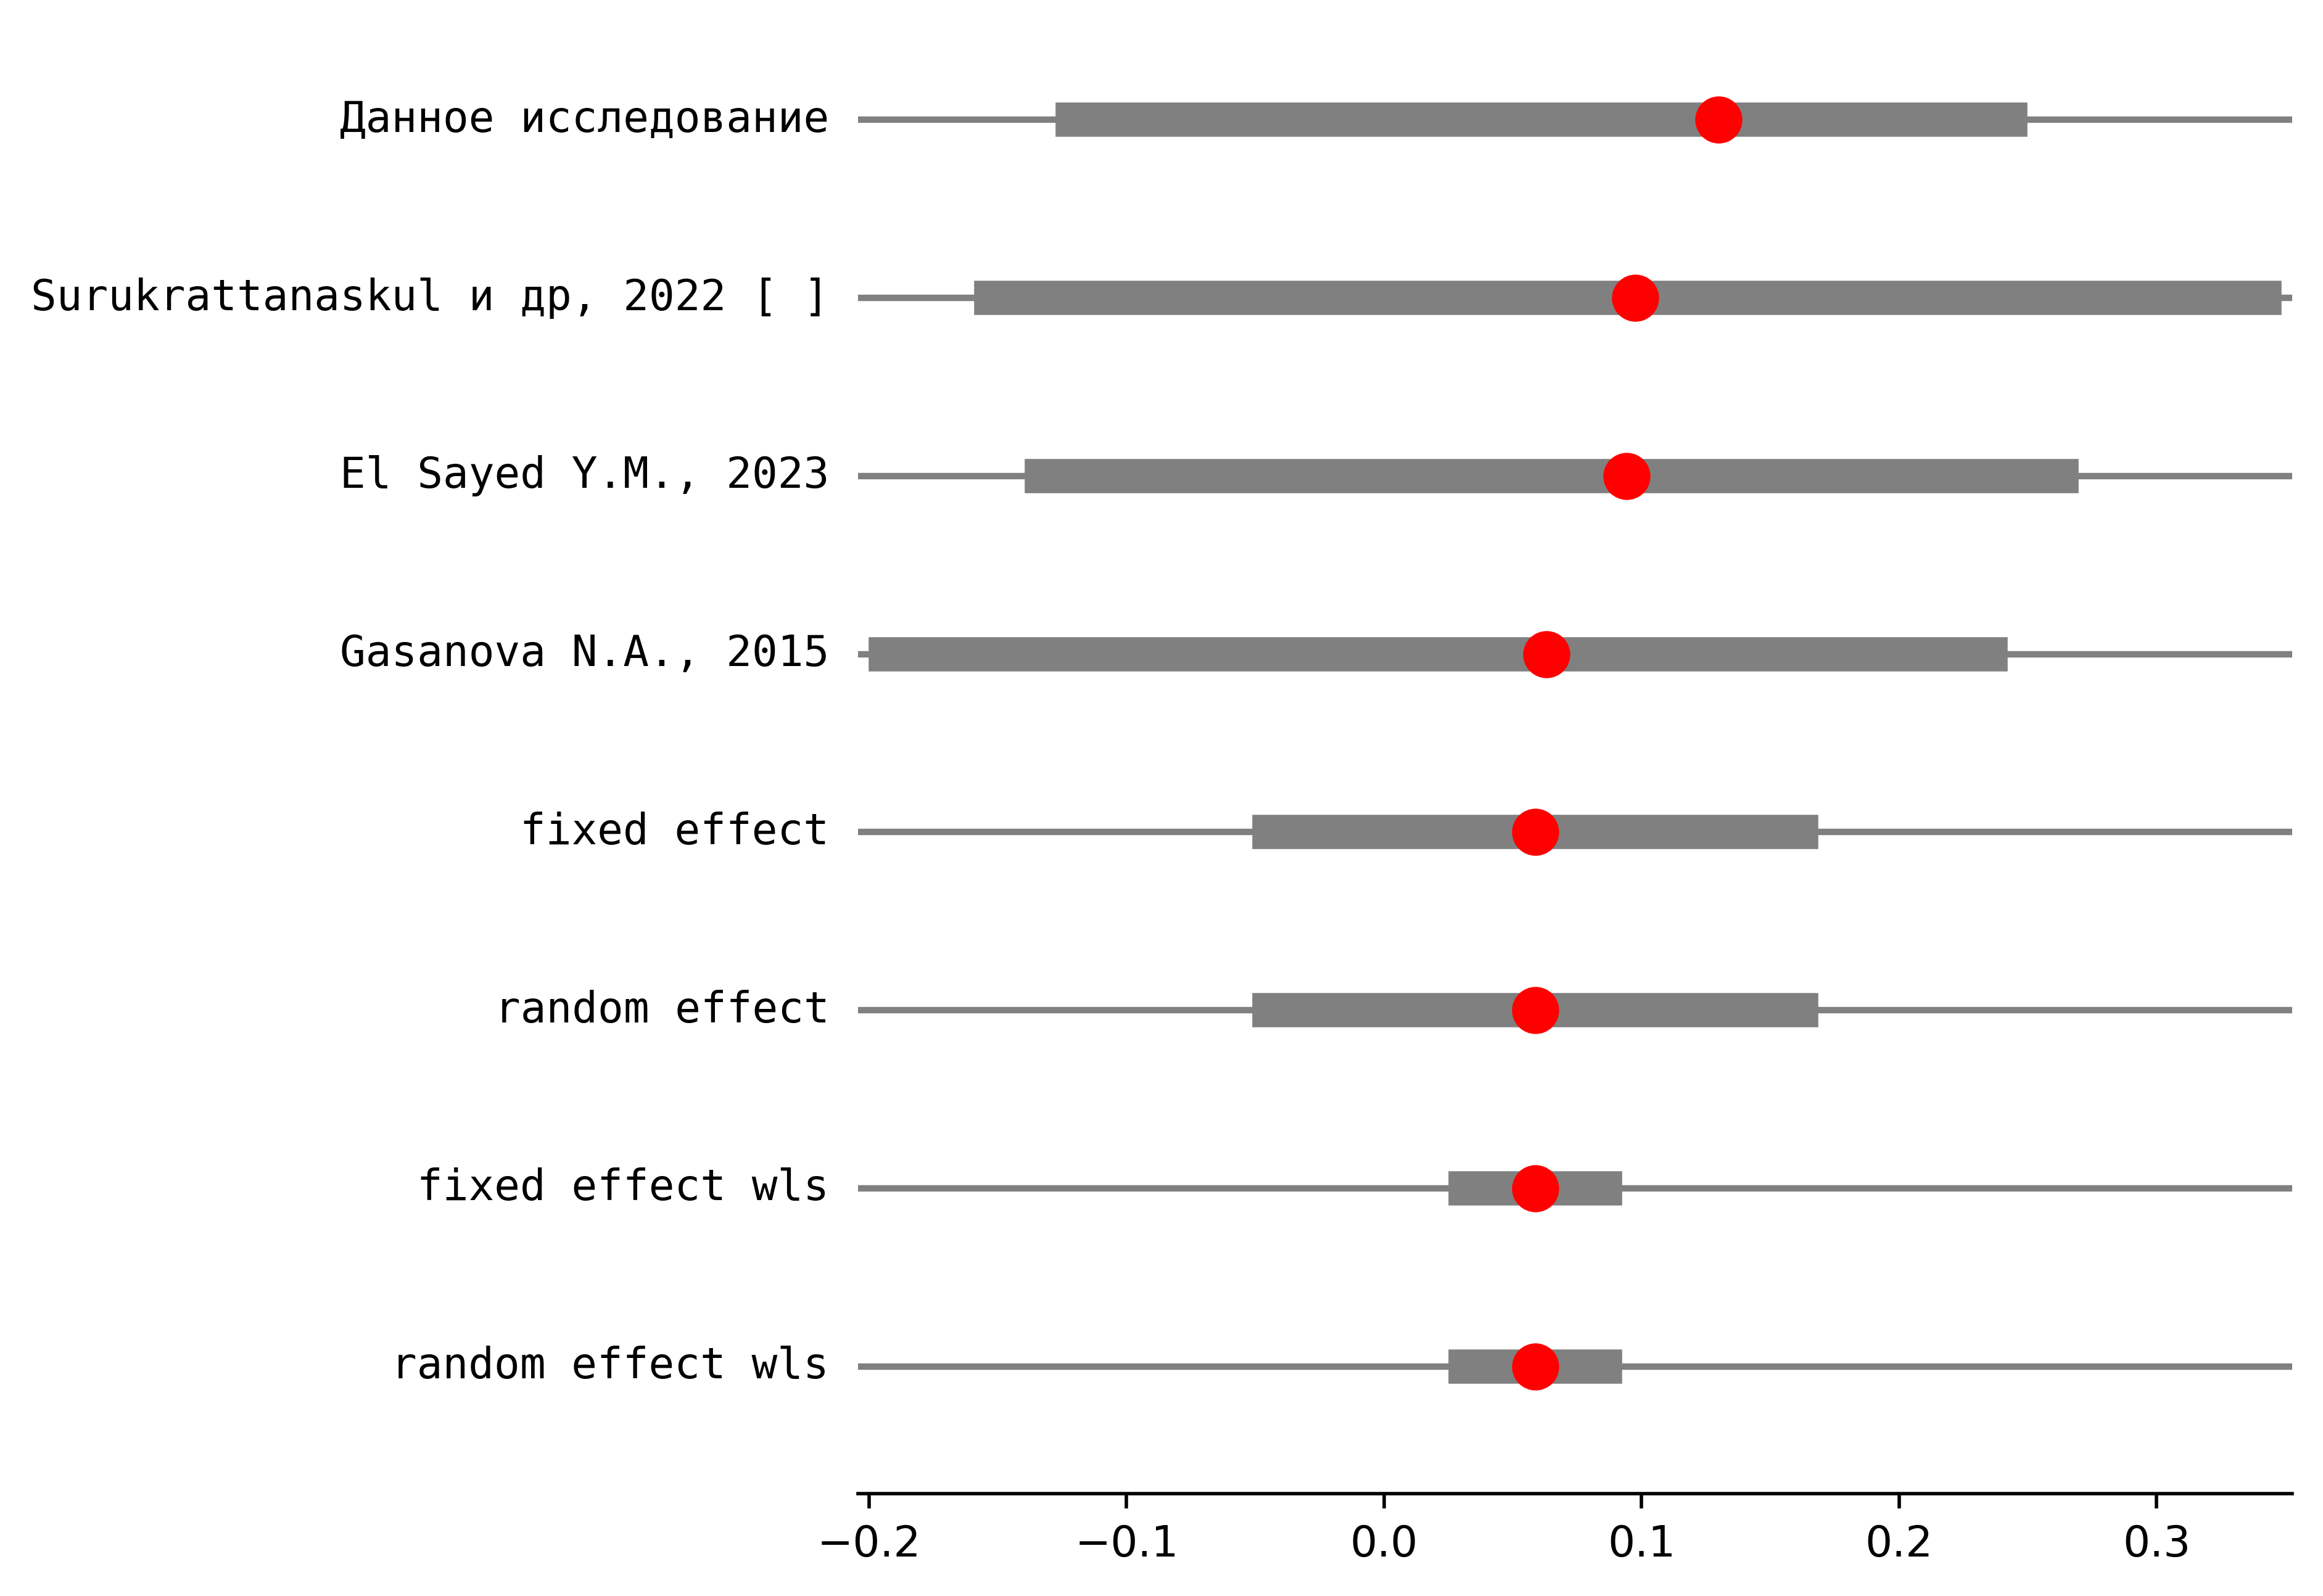 Данное исследование
Surukrattanaskul и др, 2022 [ ]
El Sayed Y.M., 2023
Gasanova N.A., 2015
fixed effect
random effect
fixed effect wls
random effect wls
−0.2 −0.1 0.0 0.1 0.2 0.3